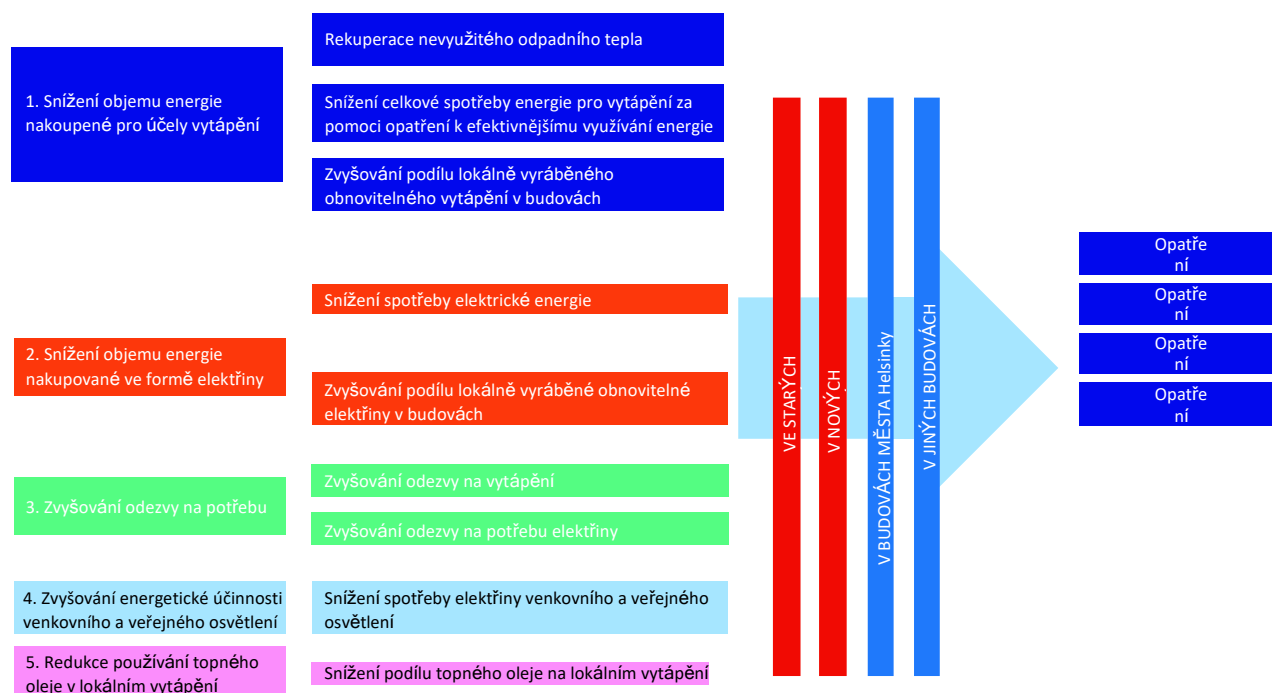 Rekuperace nevyužitého odpadního tepla
1. Snížení objemu energie
nakoupené pro účely vytápění
Snížení celkové spotřeby energie pro vytápění za
pomoci opatření k efektivnějšímu využívání energie
Zvyšování podílu lokálně vyráběného
obnovitelného vytápění v budovách
2. Snížení objemu energie
nakupované ve formě elektřiny
Snížení spotřeby elektrické energie
Zvyšování podílu lokálně vyráběné obnovitelné
elektřiny v budovách
3. Zvyšování odezvy na potřebu
Zvyšování odezvy na vytápění
Zvyšování odezvy na potřebu elektřiny
4. Zvyšování energetické účinnosti
venkovního a veřejného osvětlení
Snížení spotřeby elektřiny venkovního a veřejného
osvětlení
5. Redukce používání topného
oleje v lokálním vytápění
Snížení podílu topného oleje na lokálním vytápění
VE STARÝCH
V NOVÝCH
V BUDOVÁCH MĚSTA Helsinky
V JINÝCH BUDOVÁCH
Opatře
ní
Opatře
ní
Opatře
ní
Opatře
ní